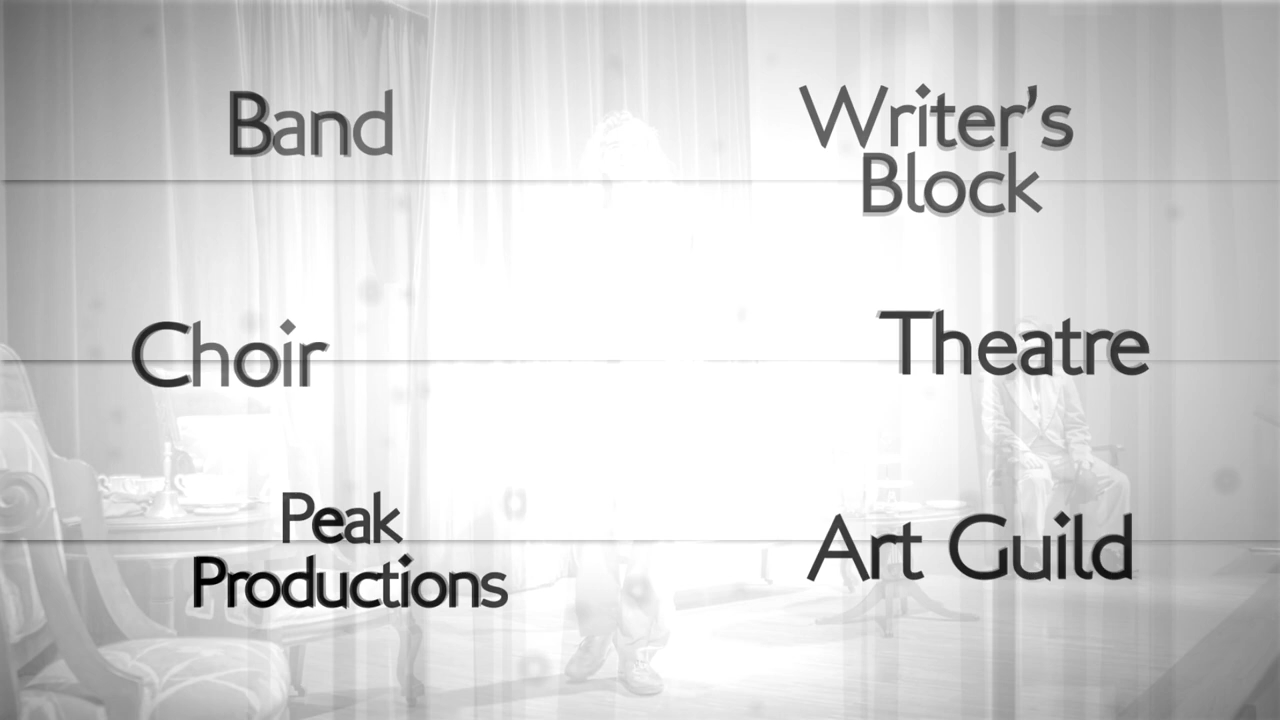 Band
Writer's
Block
Choir
Theatre
Peak
Productions
Art Guild